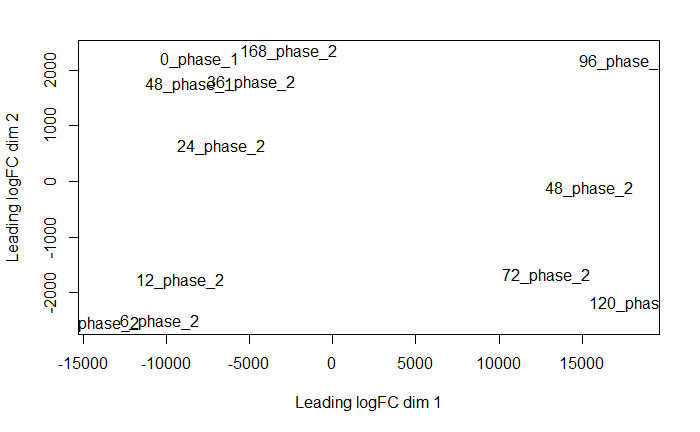 168_phase_2
0_phase_1
96_phase_
48_phase_1
36_phase_2
24_phase_2
48_phase_2
12_phase_2
72_phase_2
120_phas
phase_2
6_phase_2
2000
1000
0
-1000
-2000
Leading logFC dim 2
-15000 -10000 -5000 0 5000 10000 15000
Leading logFC dim 1